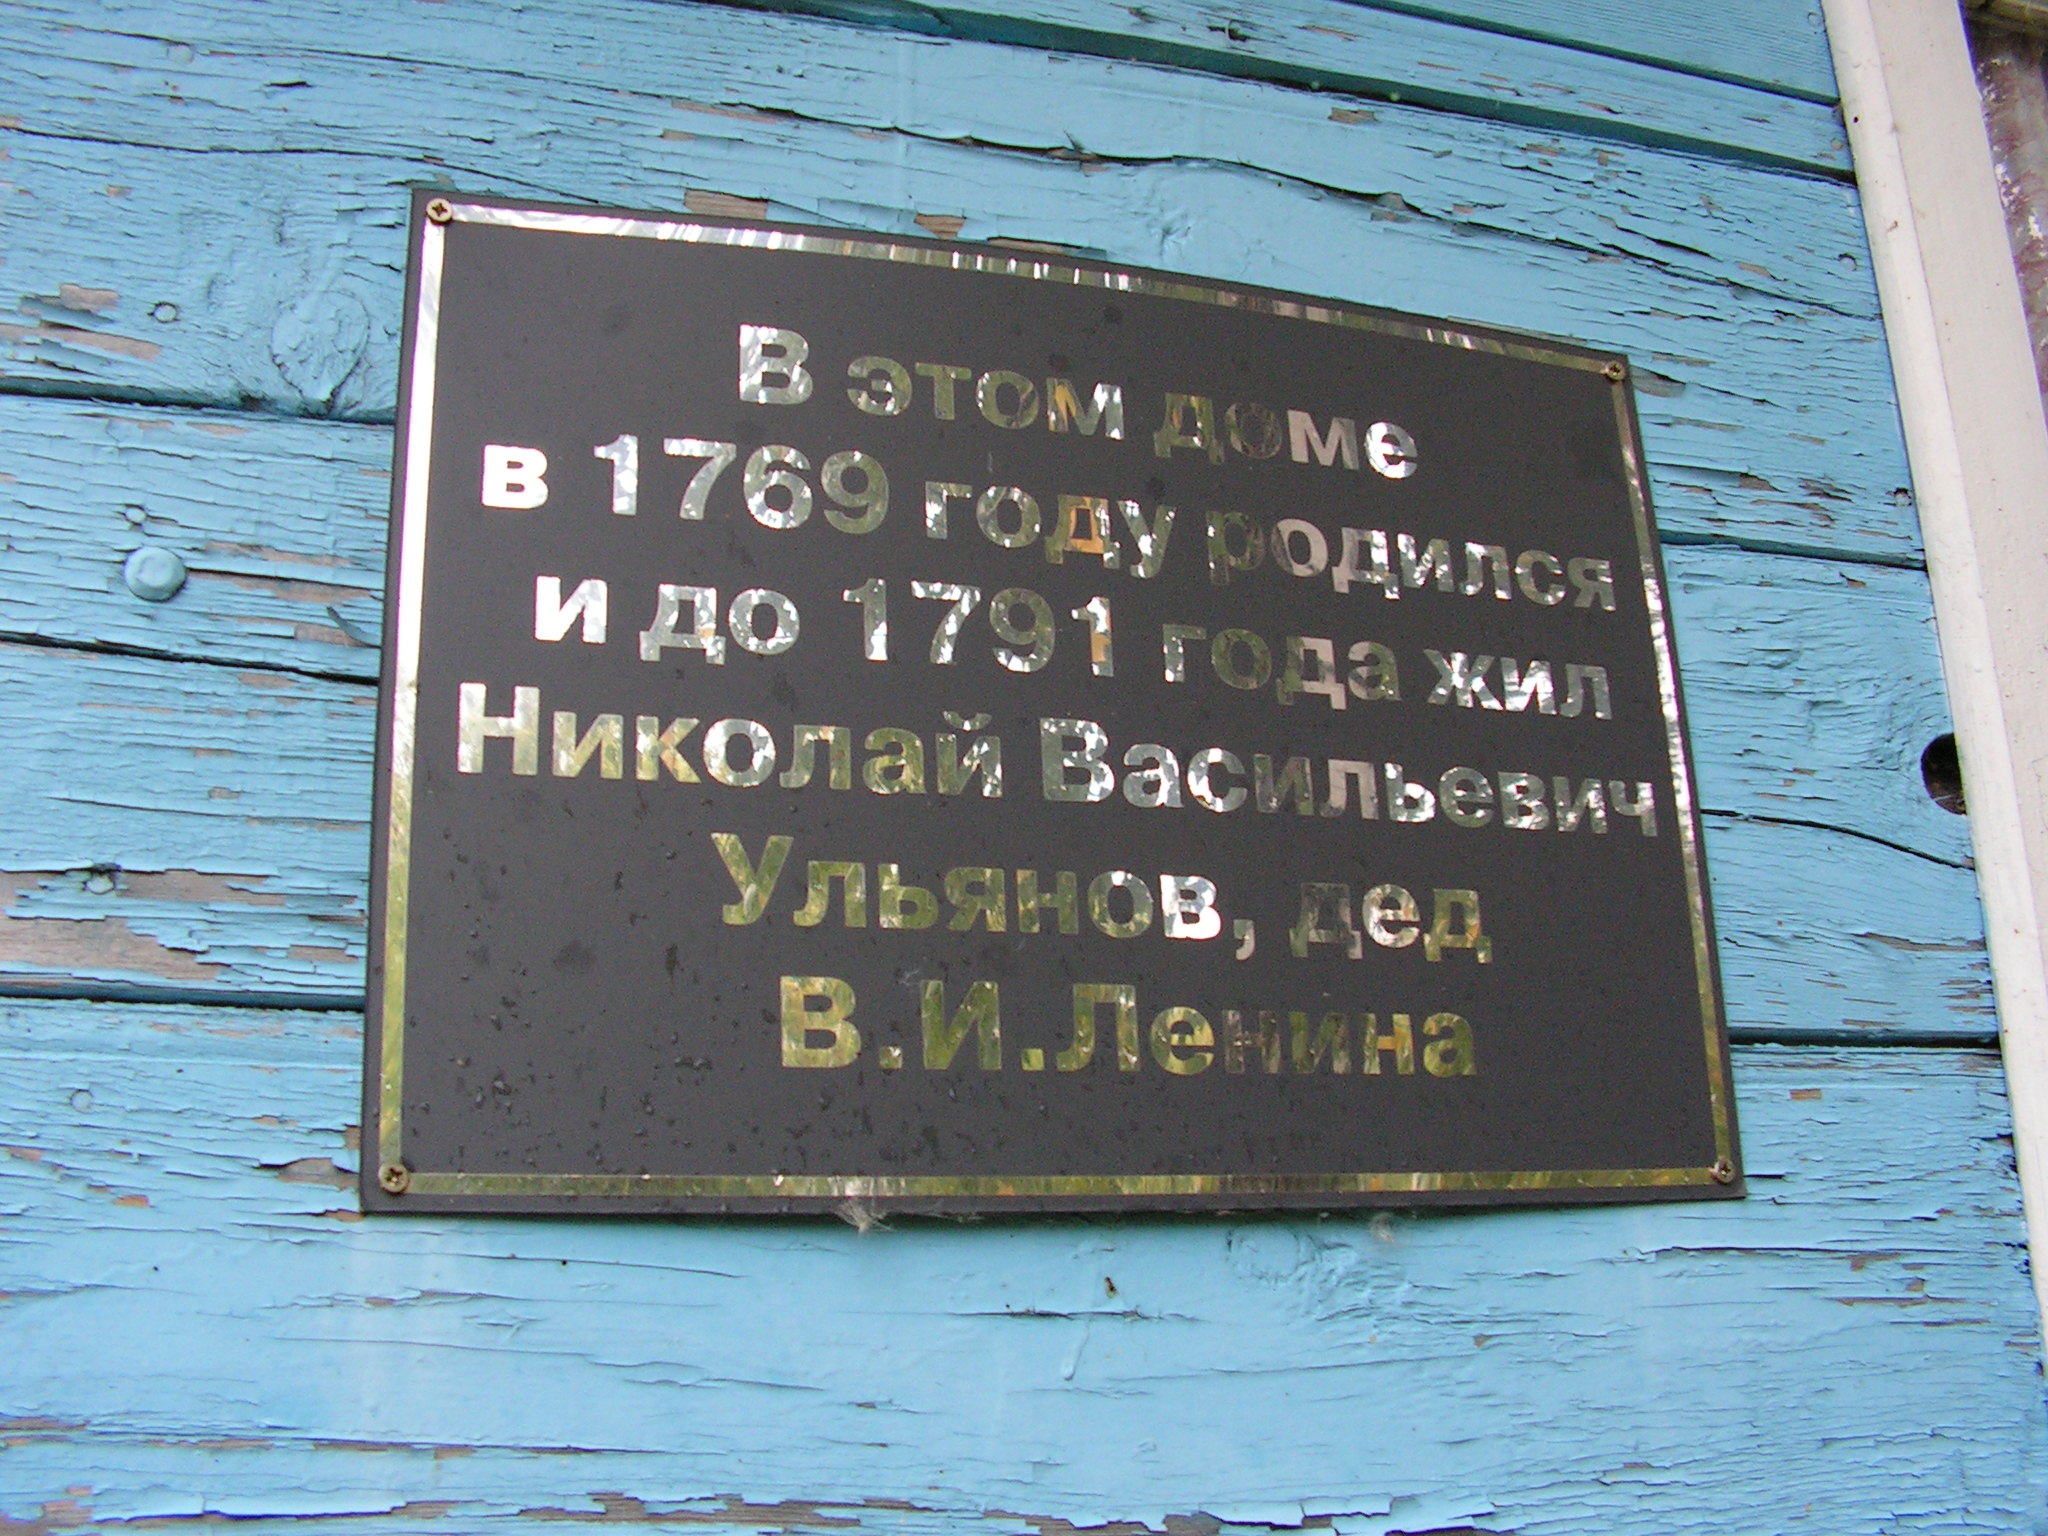 В этом доме
в 1769 году родился
и до 1791 года жил
Николай Васильевич
Ульянов, дед
В.И.Ленина